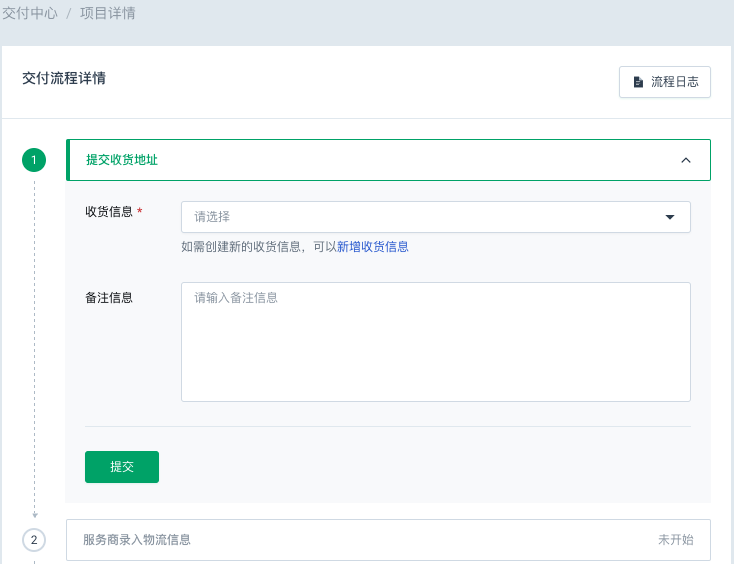 交付中心 / 项目详情
交付流程详情
流程日志
1
提交收货地址
收货信息 *
请选择
如需创建新的收货信息，可以新增收货信息
备注信息
请输入备注信息
提交
2
服务商录入物流信息
未开始